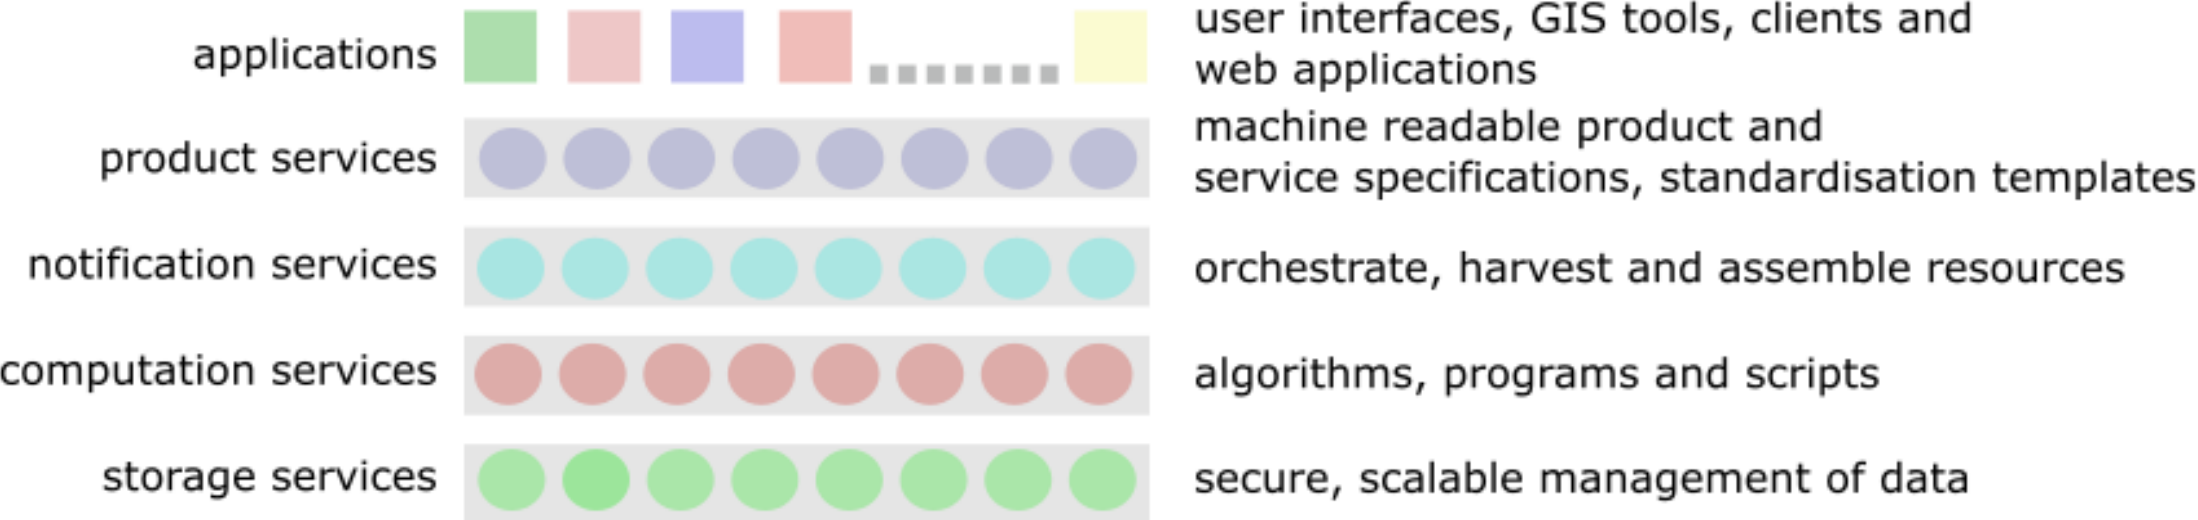 applications
user interfaces, GIS tools, clients and
web applications
product services
machine readable product and
service specifications, standardisation templates
notification services
orchestrate, harvest and assemble resources
computation services
algorithms, programs and scripts
storage services
secure, scalable management of data